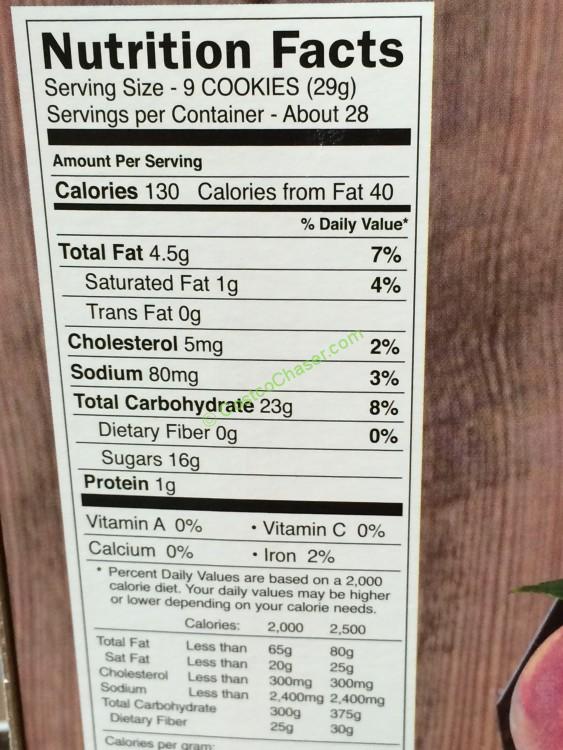 Nutrition Facts
Serving Size - 9 COOKIES (29g)
Servings per Container - About 28
Amount Per Serving
Calories 130 Calories from Fat 40
% Daily Value*
Total Fat 4.5g 7%
Saturated Fat 1g 4%
Trans Fat 0g
Cholesterol 5mg 2%
Sodium 80mg 3%
© CostcoChaser.com
Total Carbohydrate 23g 8%
Dietary Fiber 0g 0%
Sugars 16g
Protein 1g
Vitamin A 0% • Vitamin C 0%
Calcium 0% • Iron 2%
* Percent Daily Values are based on a 2,000
calorie diet. Your daily values may be higher
or lower depending on your calorie needs.
Calories: 2,000 2,500
Total Fat Less than 65g 80g
Sat Fat Less than 20g 25g
Cholesterol Less than 300mg 300mg
Sodium Less than 2,400mg 2,400mg
Total Carbohydrate 300g 375g
Dietary Fiber 25g 30g
Calories per gram: